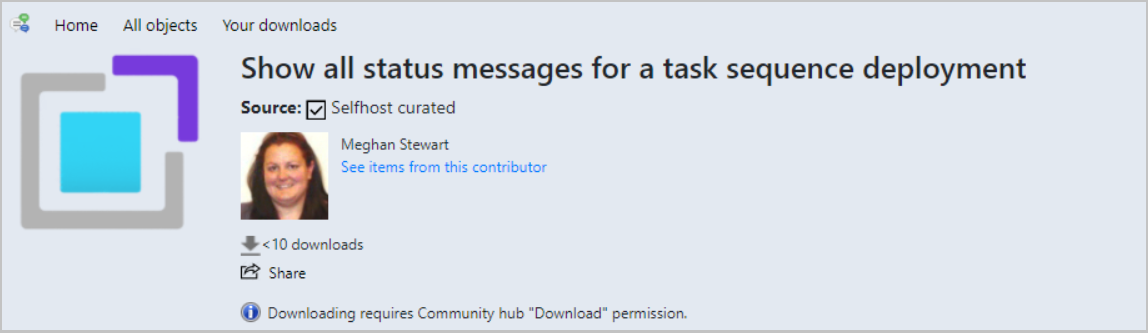 Home All objects Your downloads
Show all status messages for a task sequence deployment
Source: Selfhost curated
Meghan Stewart
See items from this contributor
<10 downloads
Share
Downloading requires Community hub "Download" permission.